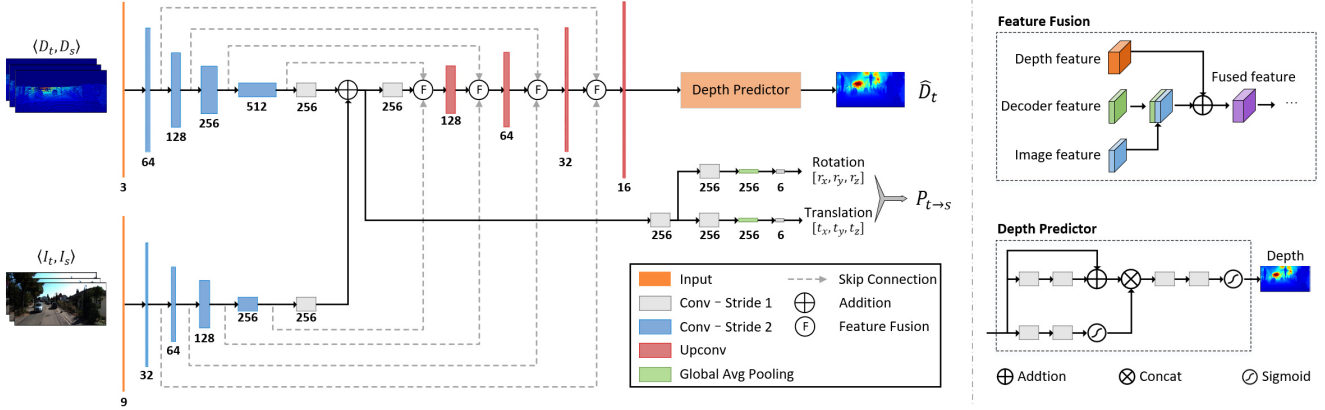 ⟨D_t, D_s⟩
3
64
128
256
512
256
256
F
128
F
64
F
32
F
16
Depth Predictor
D̂_t
⟨I_t, I_s⟩
9
32
64
128
256
256
256
256
256
6
Rotation
[r_x, r_y, r_z]
256
256
6
Translation
[t_x, t_y, t_z]
P_{t→s}
Input
Conv – Stride 1
Conv – Stride 2
Upconv
Global Avg Pooling
Skip Connection
Addition
F Feature Fusion
Feature Fusion
Depth feature
Decoder feature
Image feature
Fused feature
...
Depth Predictor
Depth
Addtion
Concat
Sigmoid